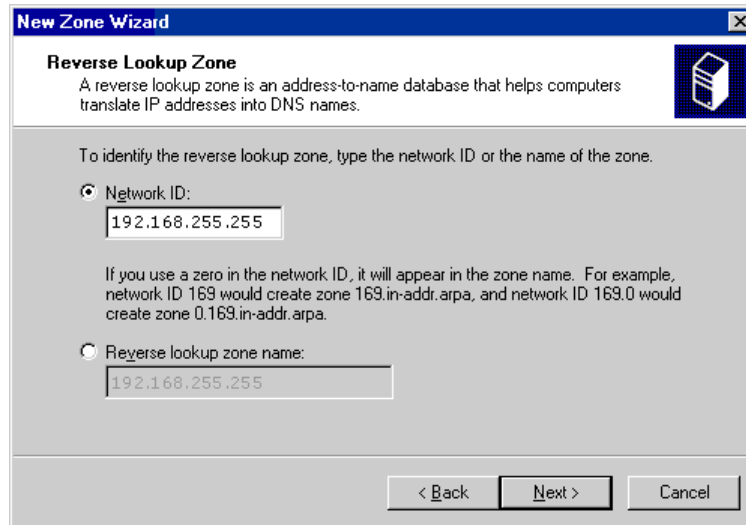 New Zone Wizard
Reverse Lookup Zone
A reverse lookup zone is an address-to-name database that helps computers
translate IP addresses into DNS names.
To identify the reverse lookup zone, type the network ID or the name of the zone.
Network ID:
192.168.255.255
If you use a zero in the network ID, it will appear in the zone name. For example,
network ID 169 would create zone 169.in-addr.arpa, and network ID 169.0 would
create zone 0.169.in-addr.arpa.
Reverse lookup zone name:
192.168.255.255
< Back Next > Cancel